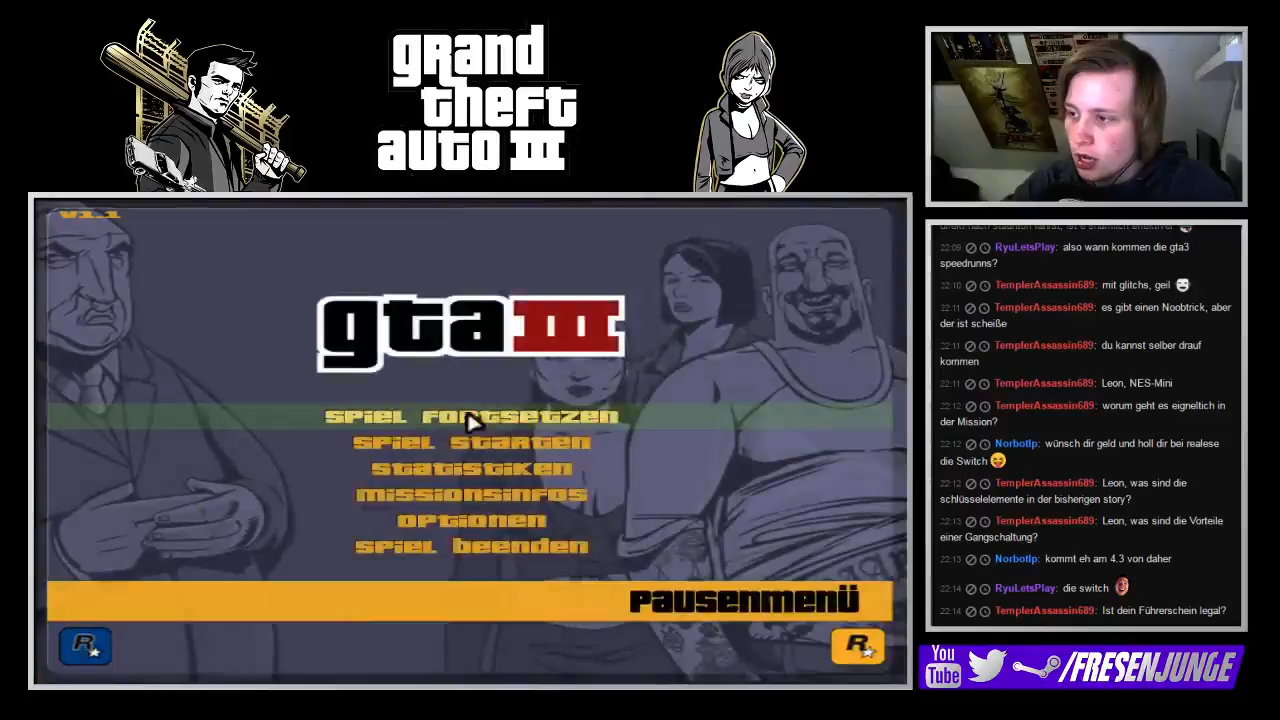 grand
theft
auto III
v1.1
gta III
spiel fortsetzen
spiel starten
statistiken
missionsinfos
optionen
spiel beenden
Pausenmenü
R
R
22:09 RyuLetsPlay: also wann kommen die gta3
speedrunns?
22:10 TemplerAssassin689: mit glitchs, geil
22:11 TemplerAssassin689: es gibt einen Noobtrick, aber
der ist scheiße
22:11 TemplerAssassin689: du kannst selber drauf
kommen
22:11 TemplerAssassin689: Leon, NES-Mini
22:12 TemplerAssassin689: worum geht es eigneltich in
der Mission?
22:12 Norbotlp: wünsch dir geld und holl dir bei realese
die Switch
22:12 TemplerAssassin689: Leon, was sind die
schlüsselelemente in der bisherigen story?
22:13 TemplerAssassin689: Leon, was sind die Vorteile
einer Gangschaltung?
22:13 Norbotlp: kommt eh am 4.3 von daher
22:14 RyuLetsPlay: die switch
22:14 TemplerAssassin689: Ist dein Führerschein legal?
You
Tube
/FRESENJUNGE